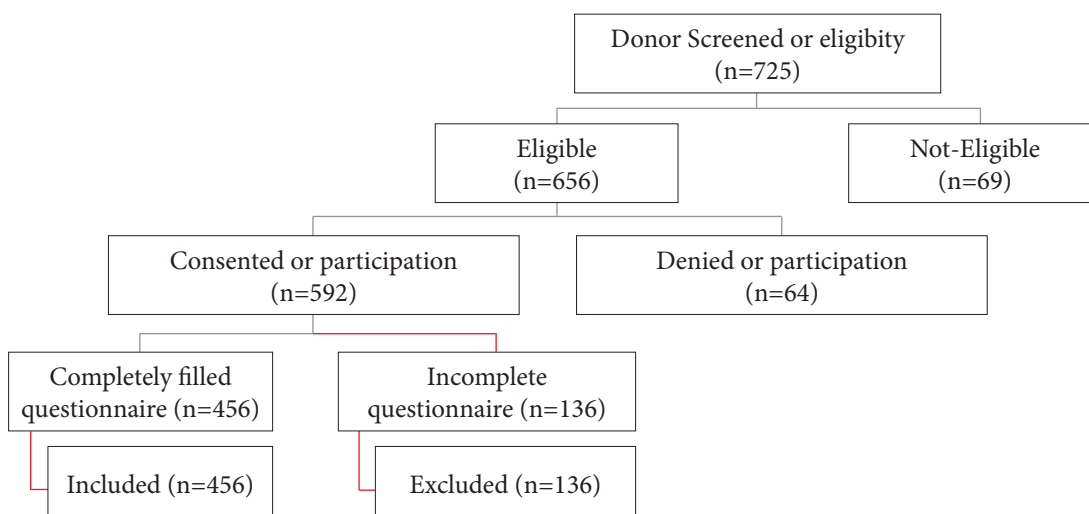 Donor Screened or eligibity
(n=725)
Eligible
(n=656)
Not-Eligible
(n=69)
Consented or participation
(n=592)
Denied or participation
(n=64)
Completely filled
questionnaire (n=456)
Incomplete
questionnaire (n=136)
Included (n=456)
Excluded (n=136)